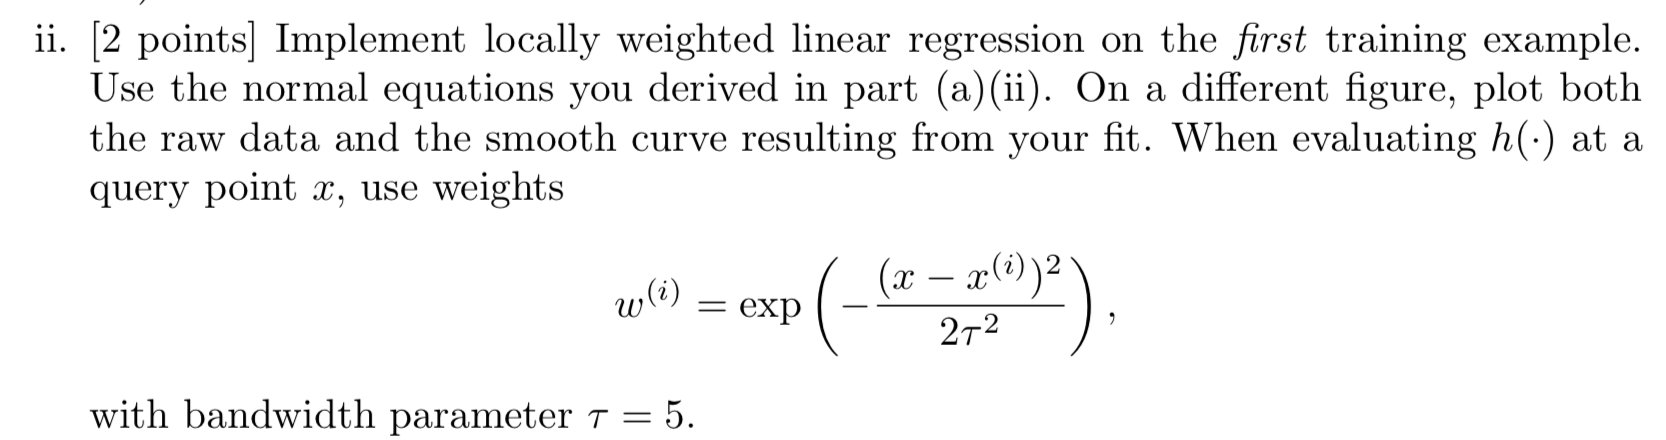 ii. [2 points] Implement locally weighted linear regression on the first training example.
Use the normal equations you derived in part (a)(ii). On a different figure, plot both
the raw data and the smooth curve resulting from your fit. When evaluating h(·) at a
query point x, use weights
w^{(i)} = exp(−\frac{(x − x^{(i)})^2}{2τ^2}),
with bandwidth parameter τ = 5.